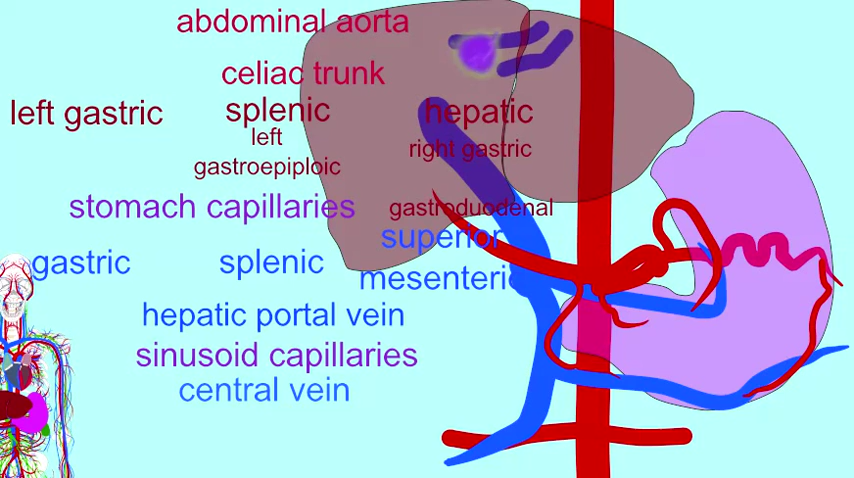 abdominal aorta
celiac trunk
left gastric splenic hepatic
left right gastric
gastroepiploic
stomach capillaries gastroduodenal
superior
gastric splenic mesenteric
hepatic portal vein
sinusoid capillaries
central vein